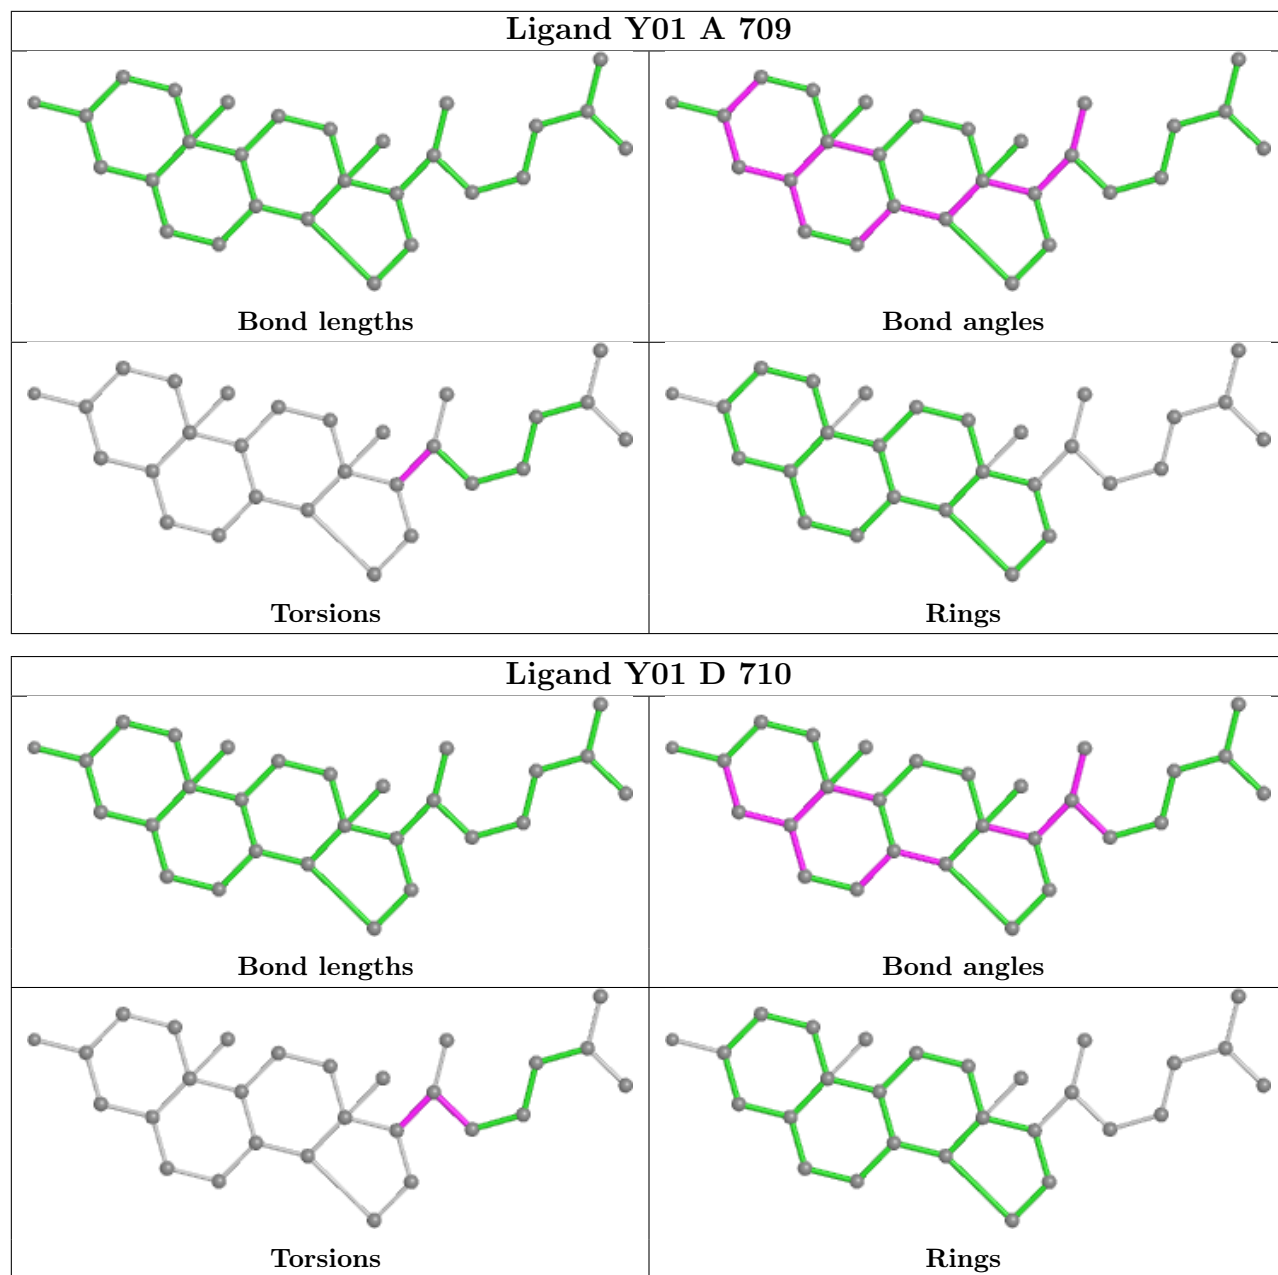 Ligand Y01 A 709
Bond lengths
Bond angles
Torsions
Rings
Ligand Y01 D 710
Bond lengths
Bond angles
Torsions
Rings